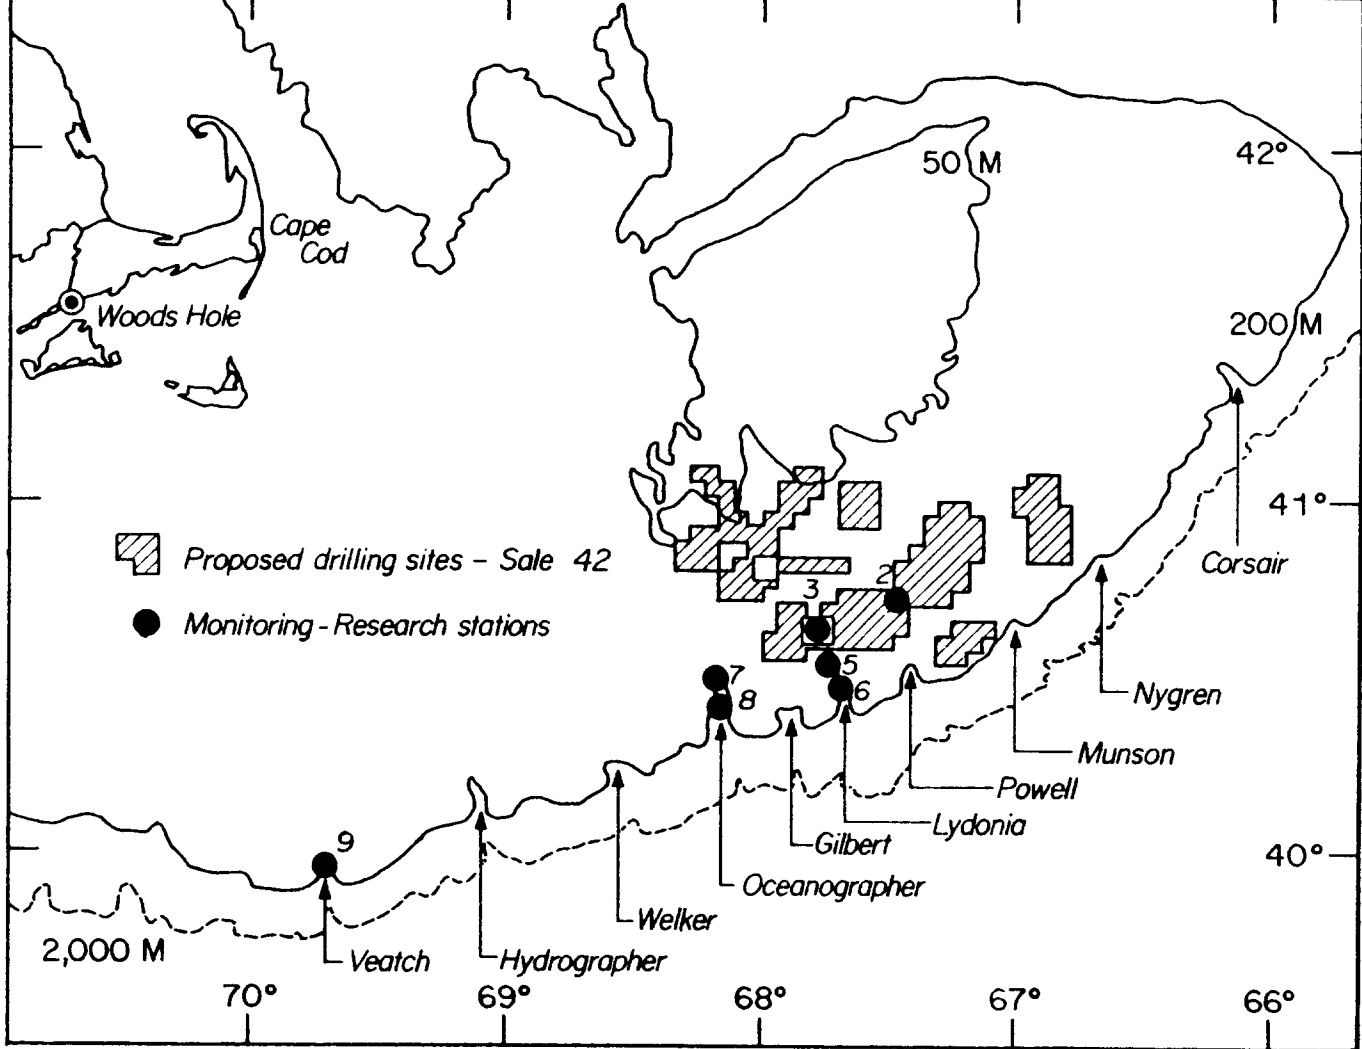 50 M
42°
Cape
Cod
Woods Hole
200 M
41°
Proposed drilling sites - Sale 42
Corsair
2
3
Monitoring - Research stations
5
7
6
8
Nygren
Munson
Powell
Lydonia
Gilbert
9
40°
Oceanographer
Welker
2,000 M
Veatch
Hydrographer
70°
69°
68°
67°
66°